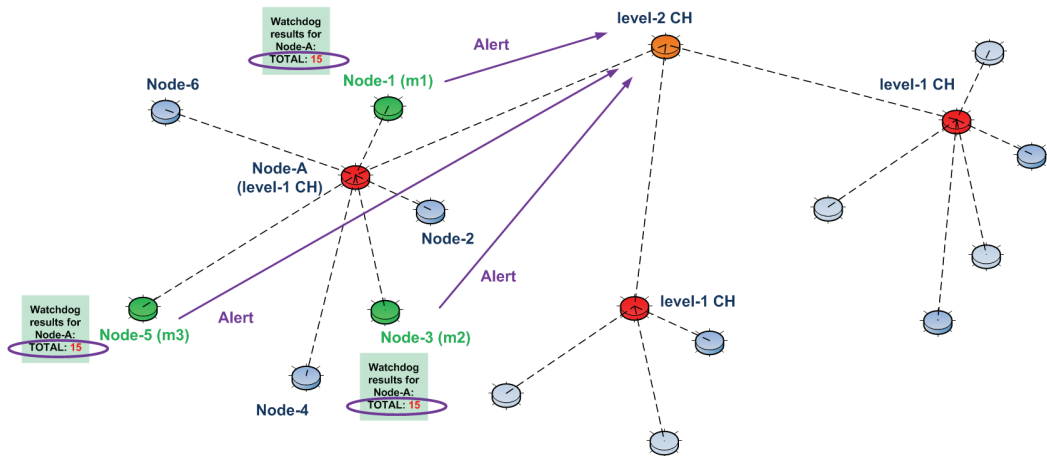 level-2 CH
Watchdog
results for
Node-A:
TOTAL: 15
Alert
Node-1 (m1)
Node-6
level-1 CH
Node-A
(level-1 CH)
Node-2
Alert
level-1 CH
Watchdog
results for
Node-A:
TOTAL: 15
Node-5 (m3)
Alert
Node-3 (m2)
Watchdog
results for
Node-A:
TOTAL: 15
Node-4